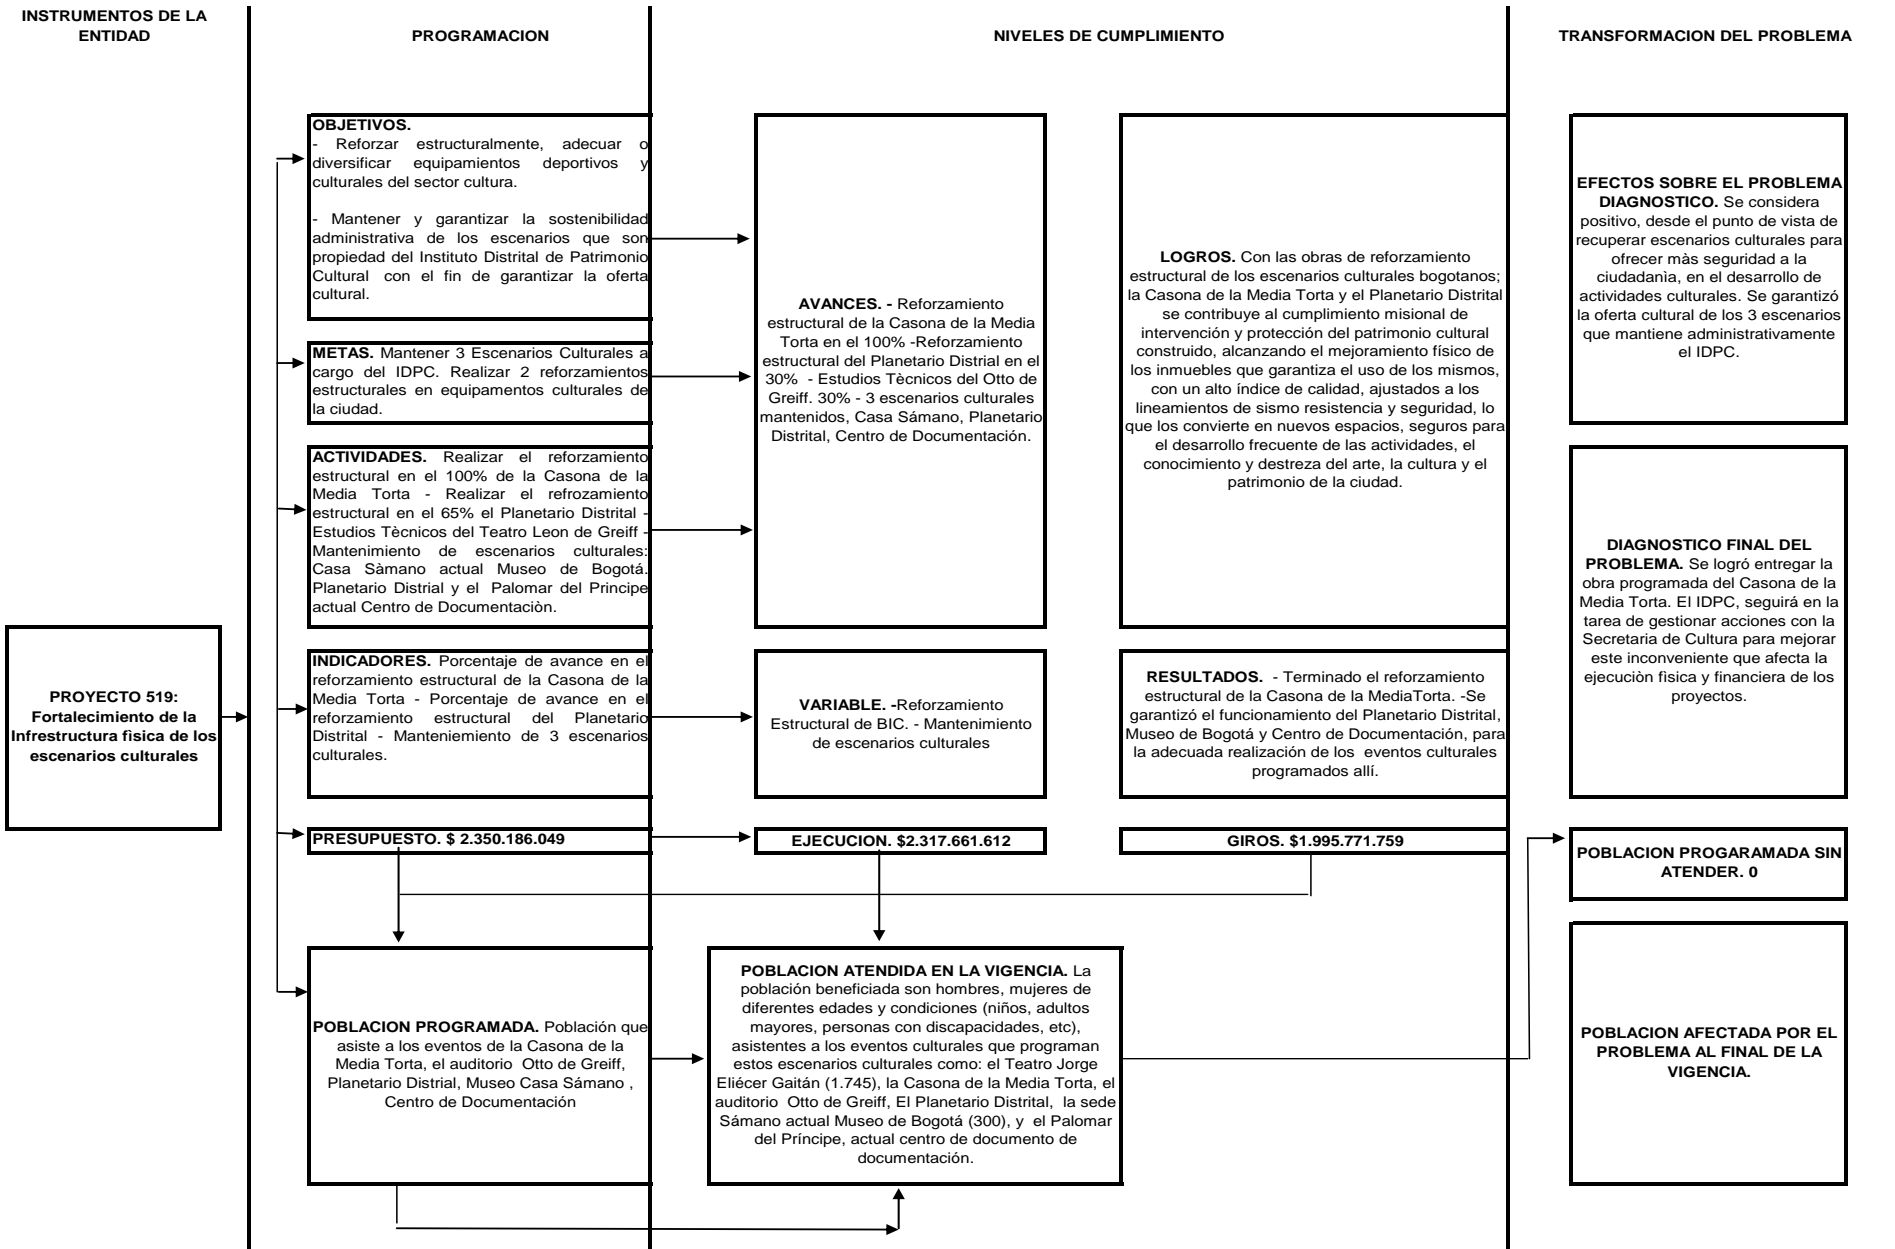 INSTRUMENTOS DE LA
ENTIDAD
PROGRAMACION
NIVELES DE CUMPLIMIENTO
TRANSFORMACION DEL PROBLEMA
PROYECTO 519:
Fortalecimiento de la
Infrestructura fisica de los
escenarios culturales
OBJETIVOS.
- Reforzar estructuralmente, adecuar o
diversificar equipamientos deportivos y
culturales del sector cultura.
- Mantener y garantizar la sostenibilidad
administrativa de los escenarios que son
propiedad del Instituto Distrital de Patrimonio
Cultural con el fin de garantizar la oferta
cultural.
METAS. Mantener 3 Escenarios Culturales a
cargo del IDPC. Realizar 2 reforzamientos
estructurales en equipamentos culturales de
la ciudad.
ACTIVIDADES. Realizar el reforzamiento
estructural en el 100% de la Casona de la
Media Torta - Realizar el refrozamiento
estructural en el 65% el Planetario Distrital -
Estudios Tècnicos del Teatro Leon de Greiff -
Mantenimiento de escenarios culturales:
Casa Sàmano actual Museo de Bogotá.
Planetario Distrial y el Palomar del Principe
actual Centro de Documentaciòn.
INDICADORES. Porcentaje de avance en el
reforzamiento estructural de la Casona de la
Media Torta - Porcentaje de avance en el
reforzamiento estructural del Planetario
Distrital - Manteniemiento de 3 escenarios
culturales.
PRESUPUESTO. $ 2.350.186.049
POBLACION PROGRAMADA. Población que
asiste a los eventos de la Casona de la
Media Torta, el auditorio Otto de Greiff,
Planetario Distrial, Museo Casa Sámano ,
Centro de Documentación
AVANCES. - Reforzamiento
estructural de la Casona de la Media
Torta en el 100% -Reforzamiento
estructural del Planetario Distrial en el
30% - Estudios Tècnicos del Otto de
Greiff. 30% - 3 escenarios culturales
mantenidos, Casa Sámano, Planetario
Distrital, Centro de Documentación.
VARIABLE. -Reforzamiento
Estructural de BIC. - Mantenimiento
de escenarios culturales
EJECUCION. $2.317.661.612
POBLACION ATENDIDA EN LA VIGENCIA. La
población beneficiada son hombres, mujeres de
diferentes edades y condiciones (niños, adultos
mayores, personas con discapacidades, etc),
asistentes a los eventos culturales que programan
estos escenarios culturales como: el Teatro Jorge
Eliécer Gaitán (1.745), la Casona de la Media Torta, el
auditorio Otto de Greiff, El Planetario Distrital, la sede
Sámano actual Museo de Bogotá (300), y el Palomar
del Príncipe, actual centro de documento de
documentación.
LOGROS. Con las obras de reforzamiento
estructural de los escenarios culturales bogotanos;
la Casona de la Media Torta y el Planetario Distrital
se contribuye al cumplimiento misional de
intervención y protección del patrimonio cultural
construido, alcanzando el mejoramiento físico de
los inmuebles que garantiza el uso de los mismos,
con un alto índice de calidad, ajustados a los
lineamientos de sismo resistencia y seguridad, lo
que los convierte en nuevos espacios, seguros para
el desarrollo frecuente de las actividades, el
conocimiento y destreza del arte, la cultura y el
patrimonio de la ciudad.
RESULTADOS. - Terminado el reforzamiento
estructural de la Casona de la MediaTorta. -Se
garantizó el funcionamiento del Planetario Distrital,
Museo de Bogotá y Centro de Documentación, para
la adecuada realización de los eventos culturales
programados allí.
GIROS. $1.995.771.759
EFECTOS SOBRE EL PROBLEMA
DIAGNOSTICO. Se considera
positivo, desde el punto de vista de
recuperar escenarios culturales para
ofrecer màs seguridad a la
ciudadanìa, en el desarrollo de
actividades culturales. Se garantizó
la oferta cultural de los 3 escenarios
que mantiene administrativamente
el IDPC.
DIAGNOSTICO FINAL DEL
PROBLEMA. Se logró entregar la
obra programada del Casona de la
Media Torta. El IDPC, seguirá en la
tarea de gestionar acciones con la
Secretaria de Cultura para mejorar
este inconveniente que afecta la
ejecuciòn fisica y financiera de los
proyectos.
POBLACION PROGARAMADA SIN
ATENDER. 0
POBLACION AFECTADA POR EL
PROBLEMA AL FINAL DE LA
VIGENCIA.